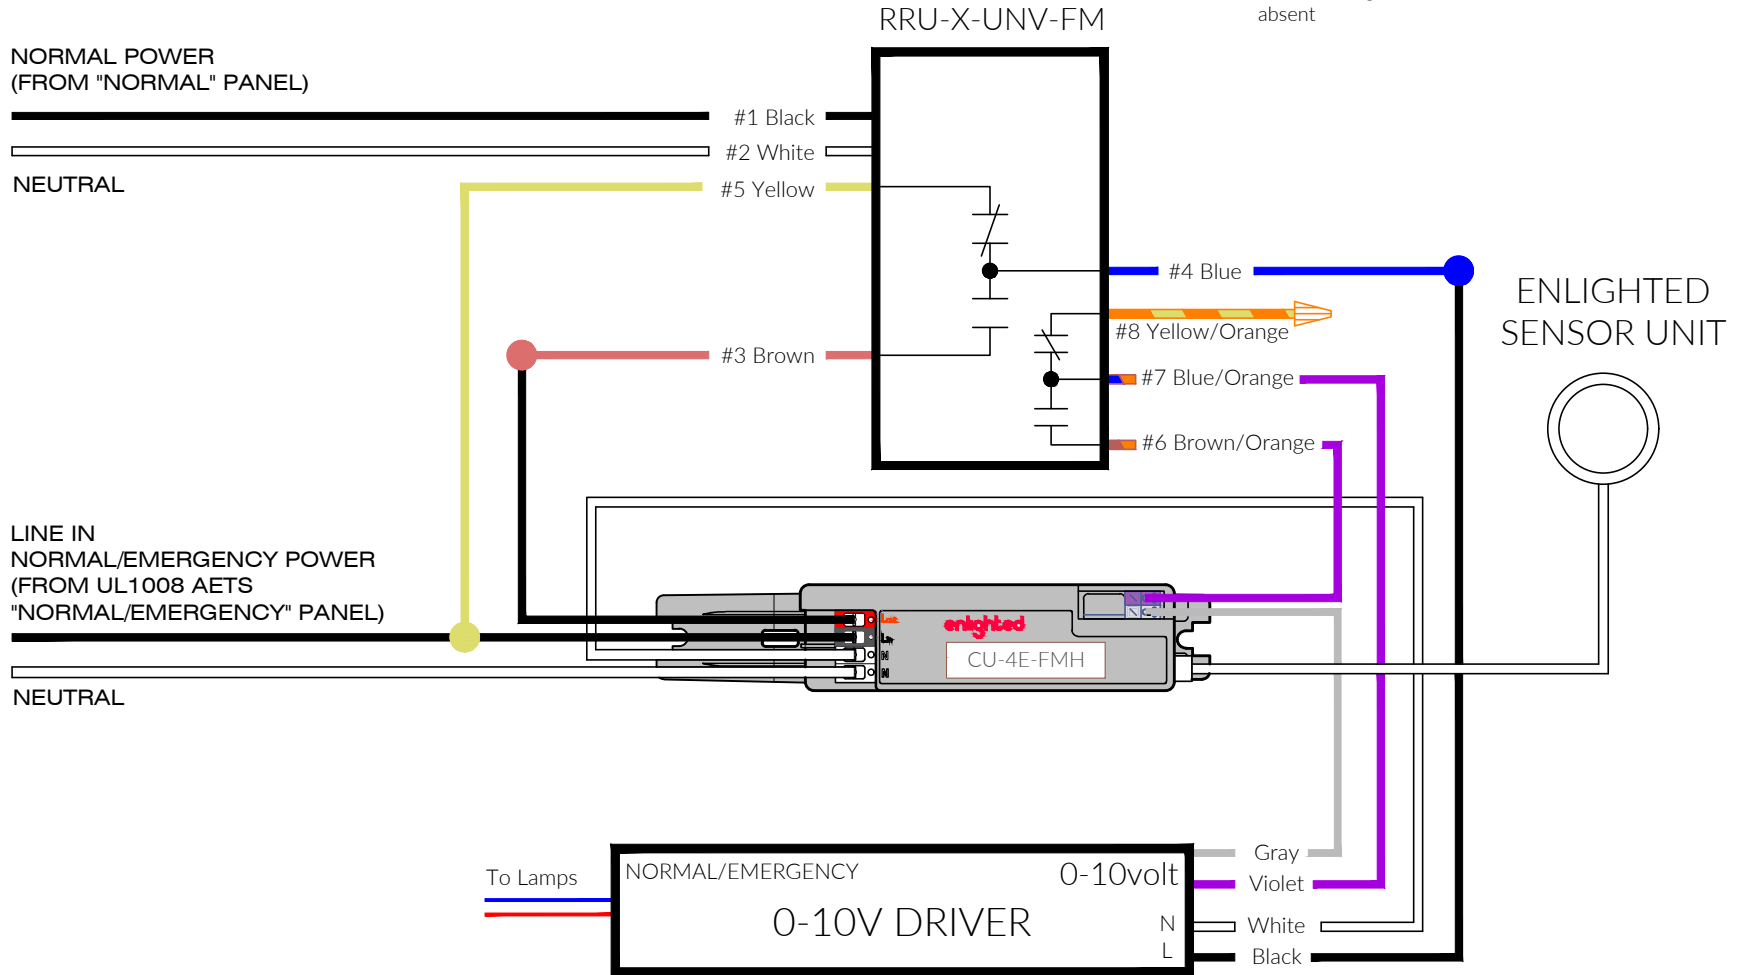 absent
RRU-X-UNV-FM
NORMAL POWER
(FROM "NORMAL" PANEL)
#1 Black
#2 White
NEUTRAL
#5 Yellow
#4 Blue
ENLIGHTED
SENSOR UNIT
#8 Yellow/Orange
#3 Brown
#7 Blue/Orange
#6 Brown/Orange
LINE IN
NORMAL/EMERGENCY POWER
(FROM UL1008 AETS
"NORMAL/EMERGENCY" PANEL)
enlighted
N
CU-4E-FMH
N
NEUTRAL
Gray
NORMAL/EMERGENCY
0-10volt
To Lamps
Violet
0-10V DRIVER
N
White
L
Black